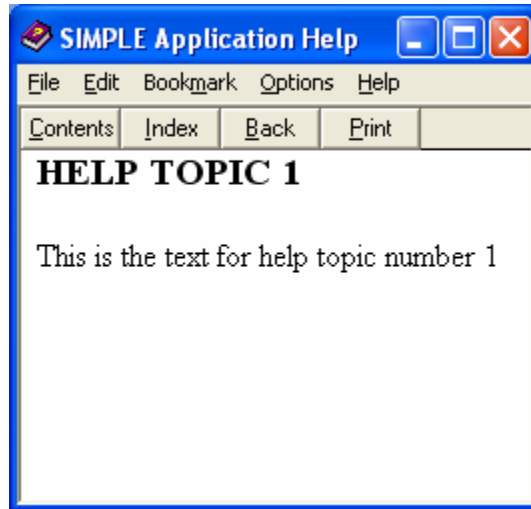 SIMPLE Application Help
File Edit Bookmark Options Help
Contents Index Back Print
HELP TOPIC 1
This is the text for help topic number 1